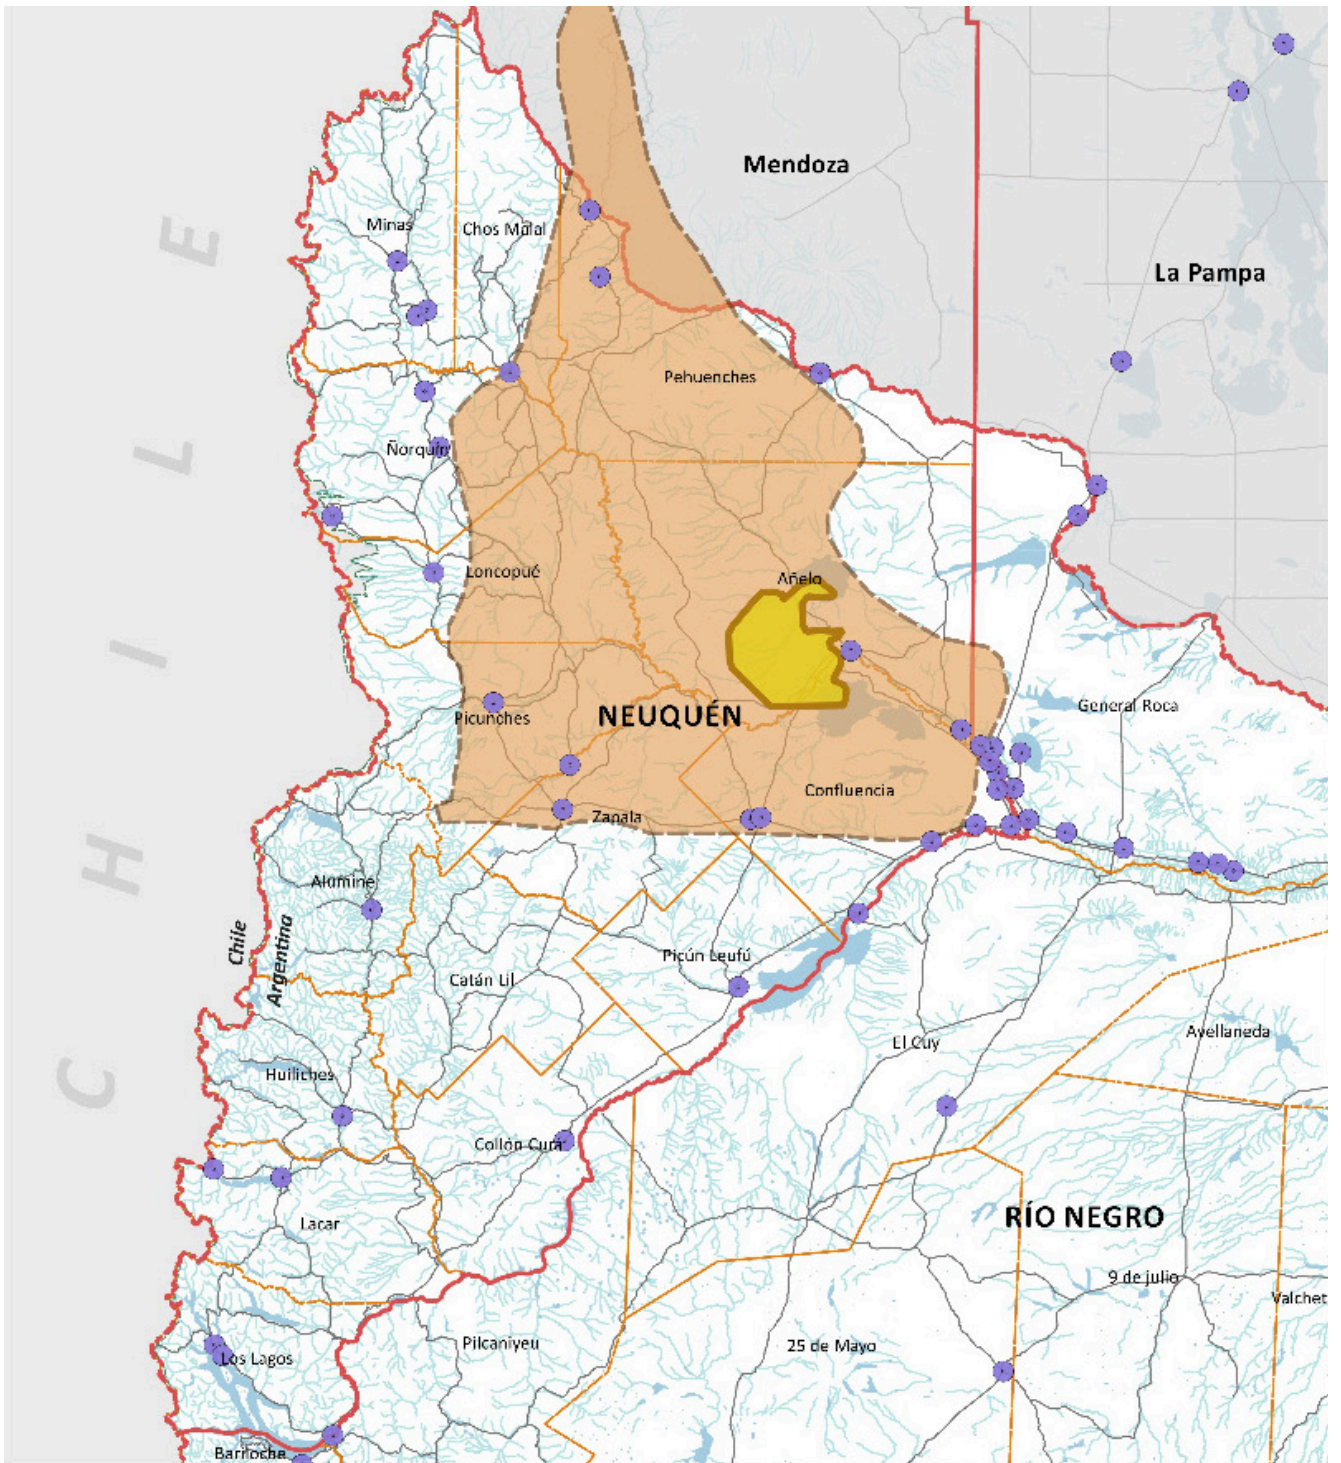 Mendoza
Minas
Chos Malal
La Pampa
Pehuenches
Ñorquín
Loncopué
Añelo
Picunches
NEUQUÉN
General Roca
Confluencia
Zapala
Alumine
Chile
Argentina
Picún Leufú
Catán Lil
Avellaneda
El Cuy
Huiliches
Collón Curá
Lacar
RÍO NEGRO
9 de julio
Valchet
Pilcaniyeu
25 de Mayo
Los Lagos
Bariloche
CHILE